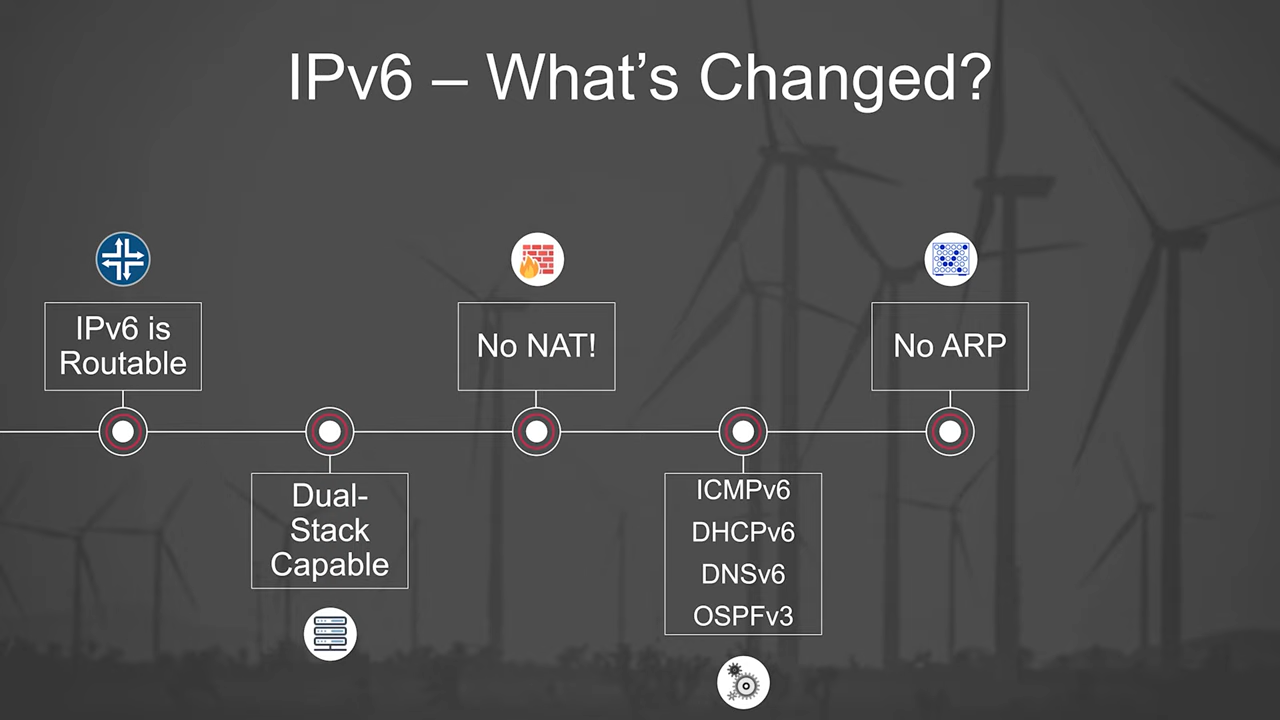 IPv6 – What’s Changed?
IPv6 is
Routable
Dual-
Stack
Capable
No NAT!
ICMPv6
DHCPv6
DNSv6
OSPFv3
No ARP